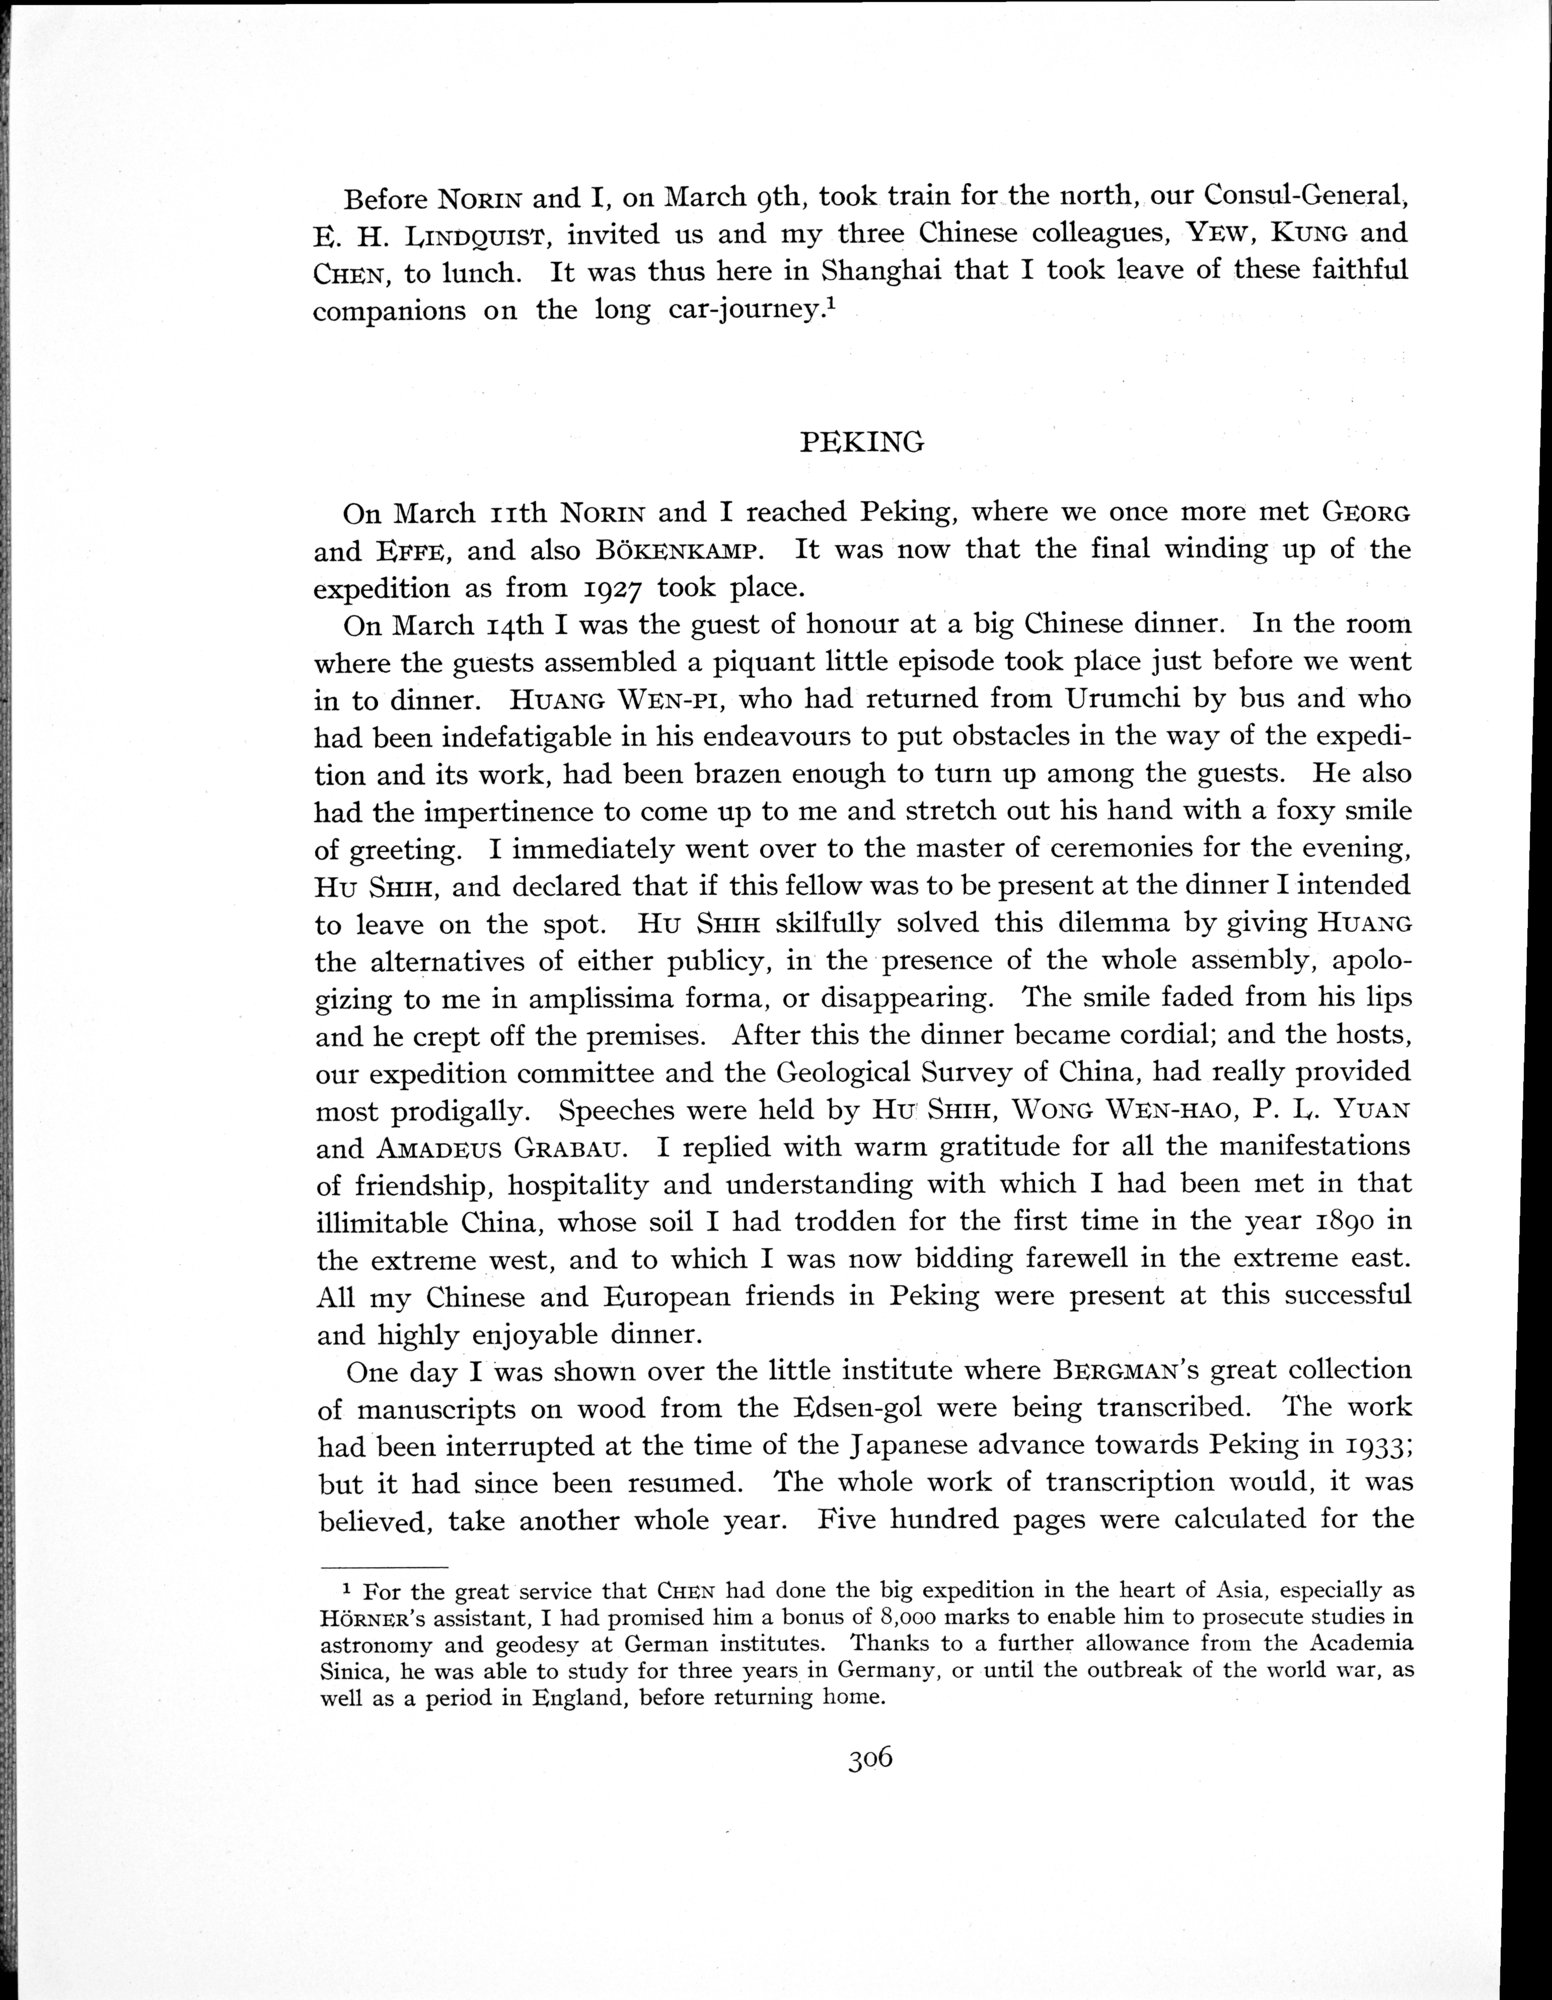 Before NORIN and I, on March 9th, took train for the north, our Consul-General,
E. H. LINDQUIST, invited us and my three Chinese colleagues, YEW, KUNG and
CHEN, to lunch. It was thus here in Shanghai that I took leave of these faithful
companions on the long car-journey.¹
PEKING
On March 11th NORIN and I reached Peking, where we once more met GEORG
and EFFE, and also BÖKENKAMP. It was now that the final winding up of the
expedition as from 1927 took place.
On March 14th I was the guest of honour at a big Chinese dinner. In the room
where the guests assembled a piquant little episode took place just before we went
in to dinner. HUANG WEN-PI, who had returned from Urumchi by bus and who
had been indefatigable in his endeavours to put obstacles in the way of the expedi-
tion and its work, had been brazen enough to turn up among the guests. He also
had the impertinence to come up to me and stretch out his hand with a foxy smile
of greeting. I immediately went over to the master of ceremonies for the evening,
HU SHIH, and declared that if this fellow was to be present at the dinner I intended
to leave on the spot. HU SHIH skilfully solved this dilemma by giving HUANG
the alternatives of either publicy, in the presence of the whole assembly, apolo-
gizing to me in amplissima forma, or disappearing. The smile faded from his lips
and he crept off the premises. After this the dinner became cordial; and the hosts,
our expedition committee and the Geological Survey of China, had really provided
most prodigally. Speeches were held by HU SHIH, WONG WEN-HAO, P. L. YUAN
and AMADEUS GRABAU. I replied with warm gratitude for all the manifestations
of friendship, hospitality and understanding with which I had been met in that
illimitable China, whose soil I had trodden for the first time in the year 1890 in
the extreme west, and to which I was now bidding farewell in the extreme east.
All my Chinese and European friends in Peking were present at this successful
and highly enjoyable dinner.
One day I was shown over the little institute where BERGMAN's great collection
of manuscripts on wood from the Edsen-gol were being transcribed. The work
had been interrupted at the time of the Japanese advance towards Peking in 1933;
but it had since been resumed. The whole work of transcription would, it was
believed, take another whole year. Five hundred pages were calculated for the
¹ For the great service that CHEN had done the big expedition in the heart of Asia, especially as
HÖRNER's assistant, I had promised him a bonus of 8,000 marks to enable him to prosecute studies in
astronomy and geodesy at German institutes. Thanks to a further allowance from the Academia
Sinica, he was able to study for three years in Germany, or until the outbreak of the world war, as
well as a period in England, before returning home.
306